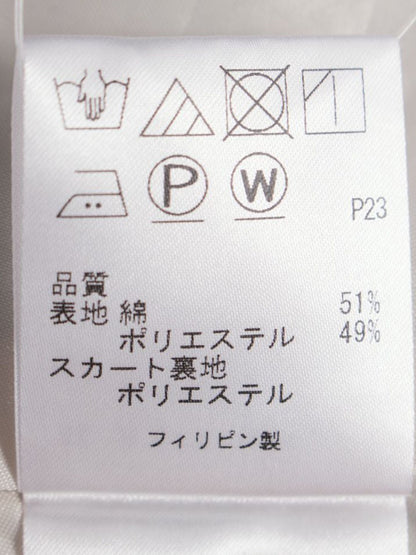 P W P23
品質
表地 綿 51%
ポリエステル 49%
スカート裏地
ポリエステル
フィリピン製